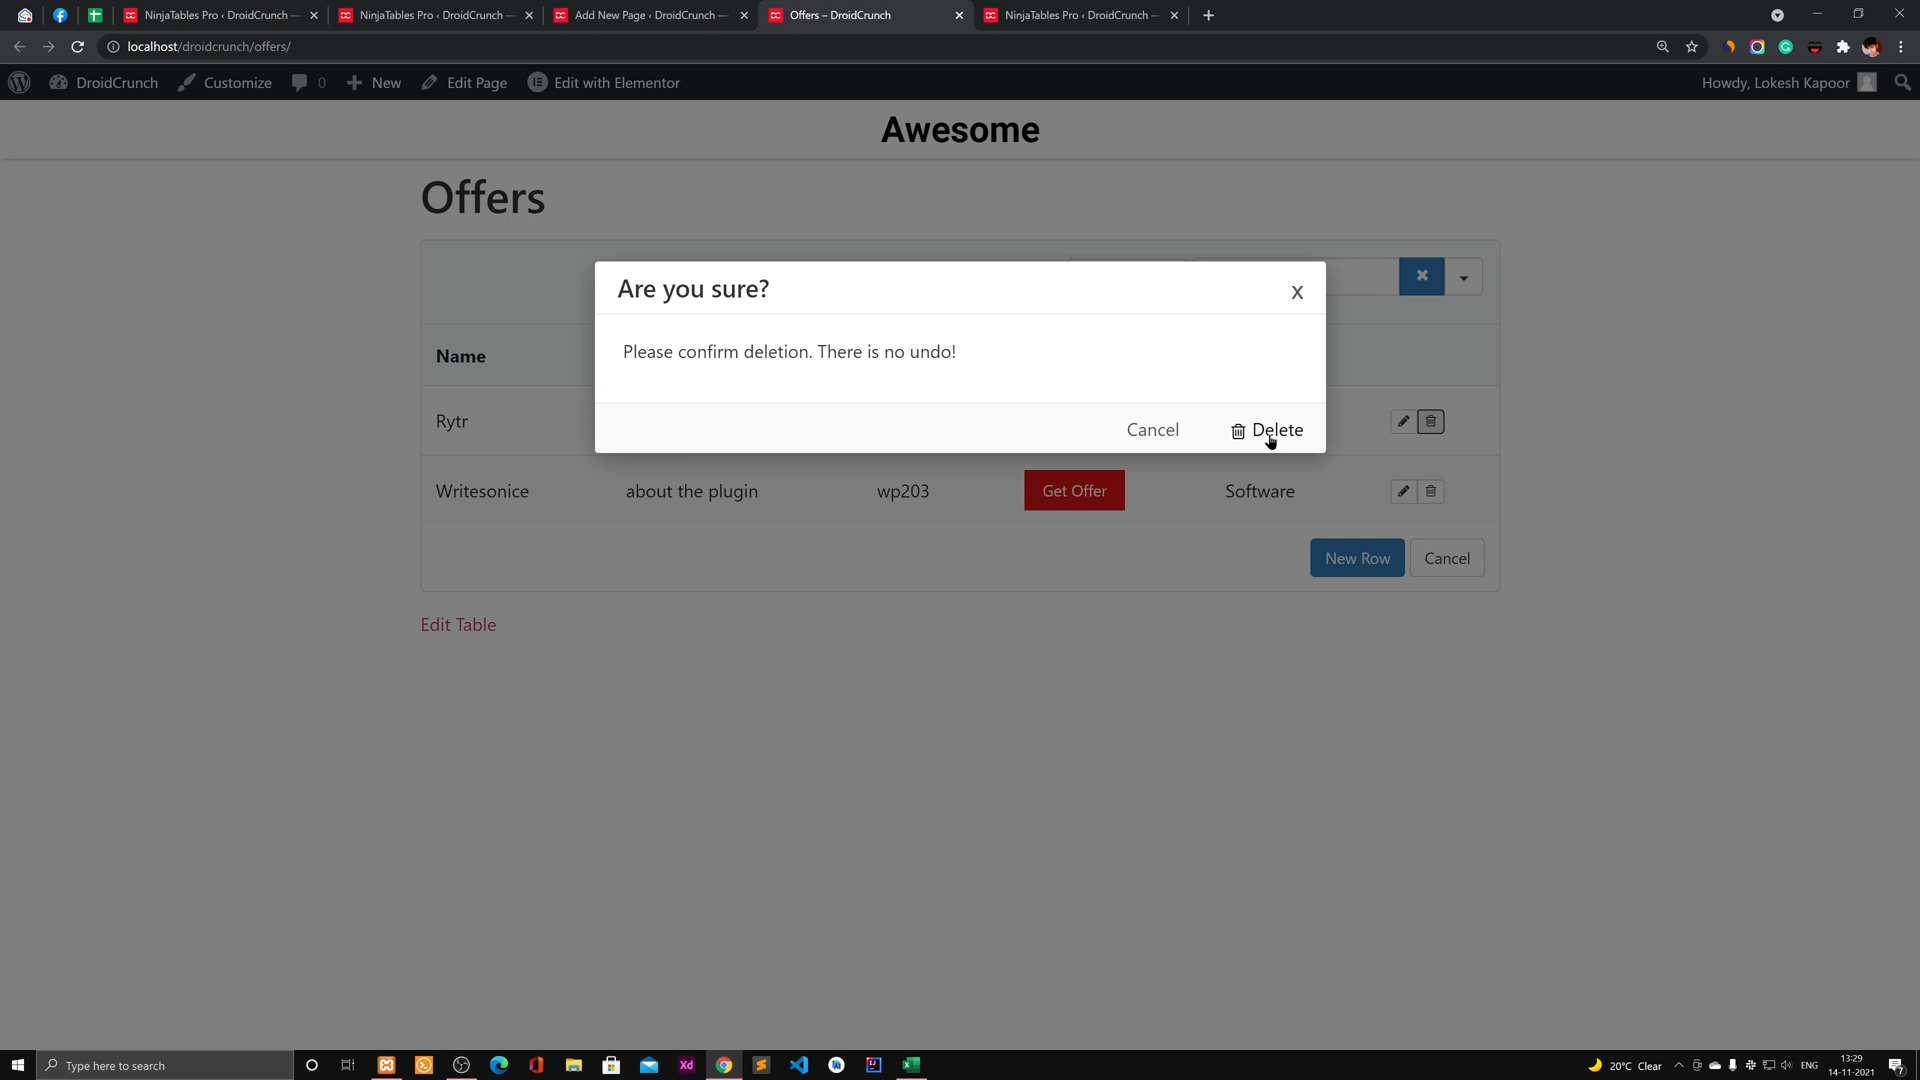 NinjaTables Pro ‹ DroidCrunch —
NinjaTables Pro ‹ DroidCrunch —
Add New Page ‹ DroidCrunch —
Offers – DroidCrunch
NinjaTables Pro ‹ DroidCrunch —
localhost/droidcrunch/offers/
DroidCrunch
Customize
0
New
Edit Page
Edit with Elementor
Howdy, Lokesh Kapoor
Awesome
Offers
Are you sure?
X
Please confirm deletion. There is no undo!
Cancel
Delete
Name
Rytr
Writesonice
about the plugin
wp203
Get Offer
Software
New Row
Cancel
Edit Table
Type here to search
Xd
20°C Clear
ENG
13:29
14-11-2021
7